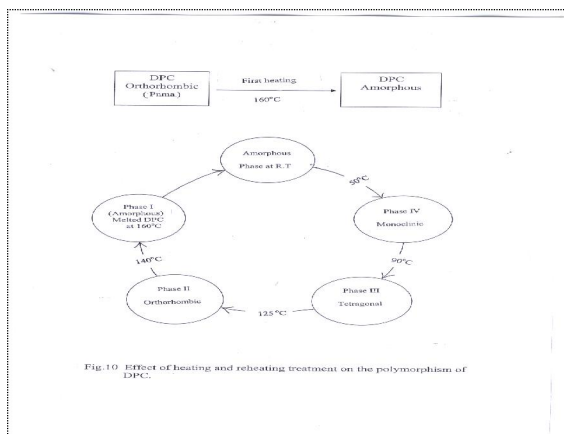 DPC
Orthorhombic
(Pnma)
First heating
160°C
DPC
Amorphous
Amorphous
Phase at R.T
50°C
Phase IV
Monoclinic
90°C
Phase III
Tetragonal
125°C
Phase II
Orthorhombic
140°C
Phase I
(Amorphous)
Melted DPC
at 160°C
Fig.10 Effect of heating and reheating treatment on the polymorphism of
DPC.